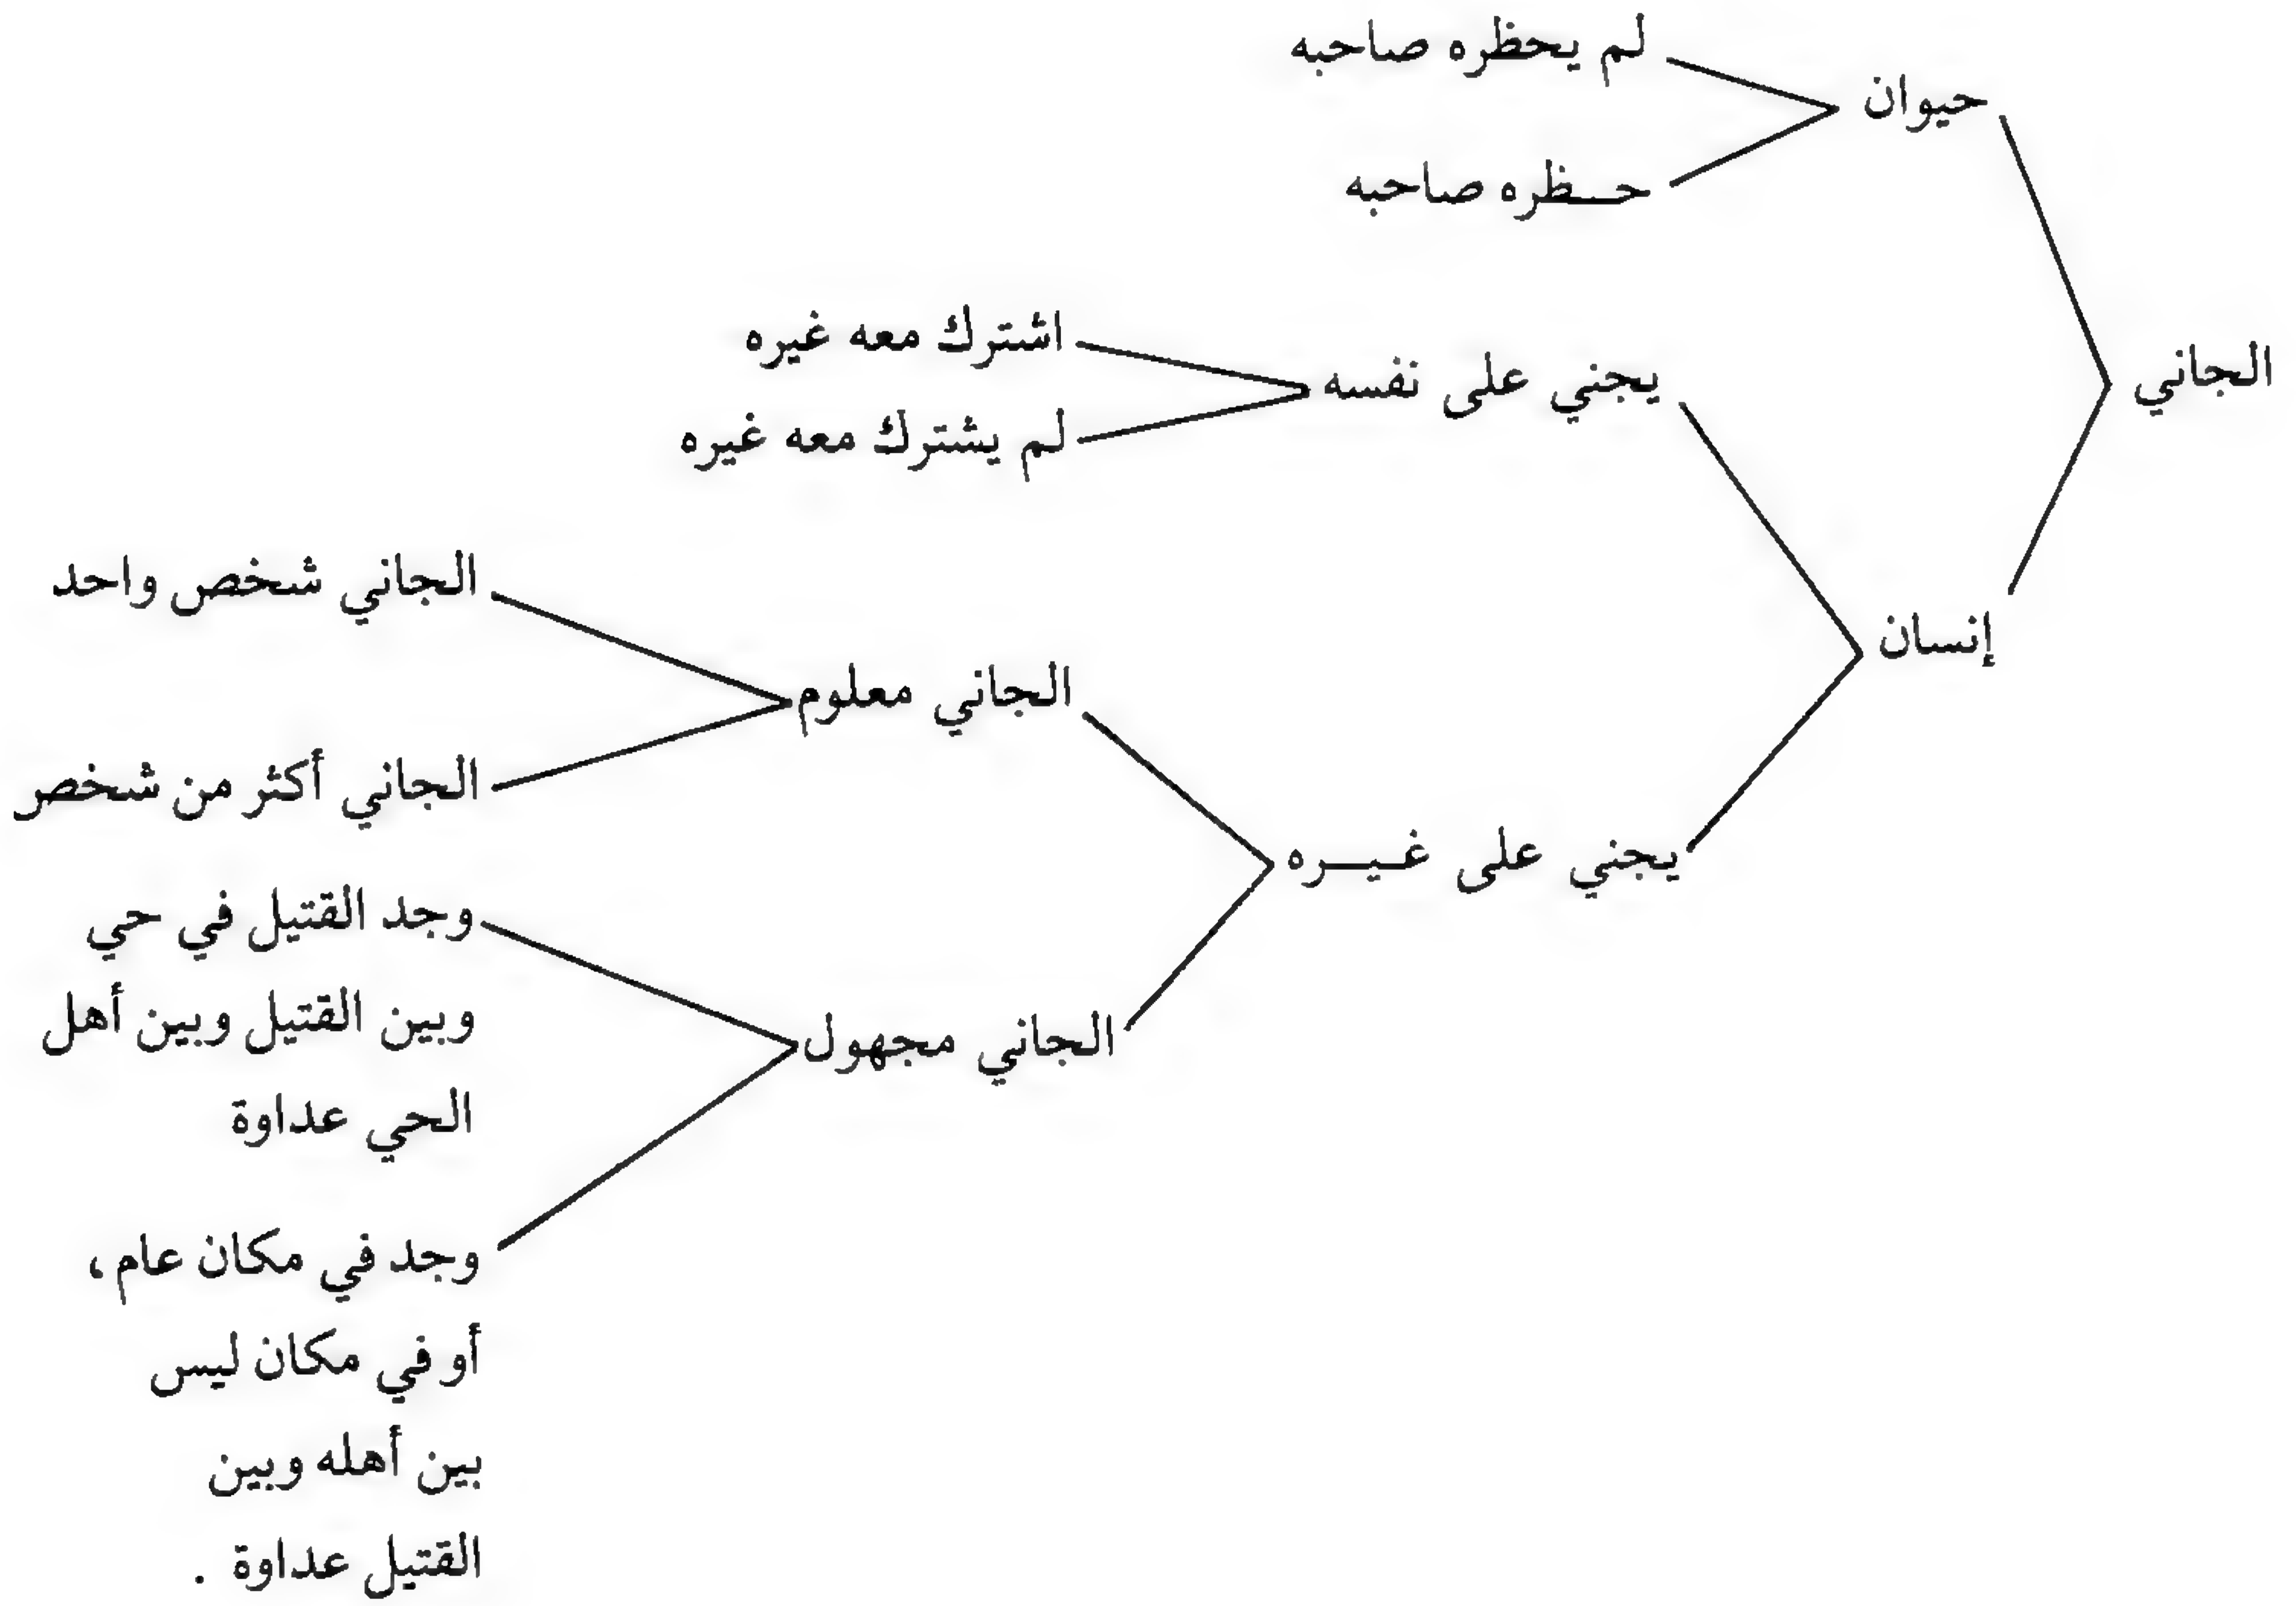 الجاني
حيوان
لم يحظره صاحبه
حظره صاحبه
إنسان
يجني على نفسه
اشترك معه غيره
لم يشترك معه غيره
يجني على غيره
الجاني معلوم
الجاني شخص واحد
الجاني أكثر من شخص
الجاني مجهول
وجد القتيل في حي
وبين القتيل وبين أهل
الحي عداوة
وجد في مكان عام،
أو في مكان ليس
بين أهله وبين
القتيل عداوة .